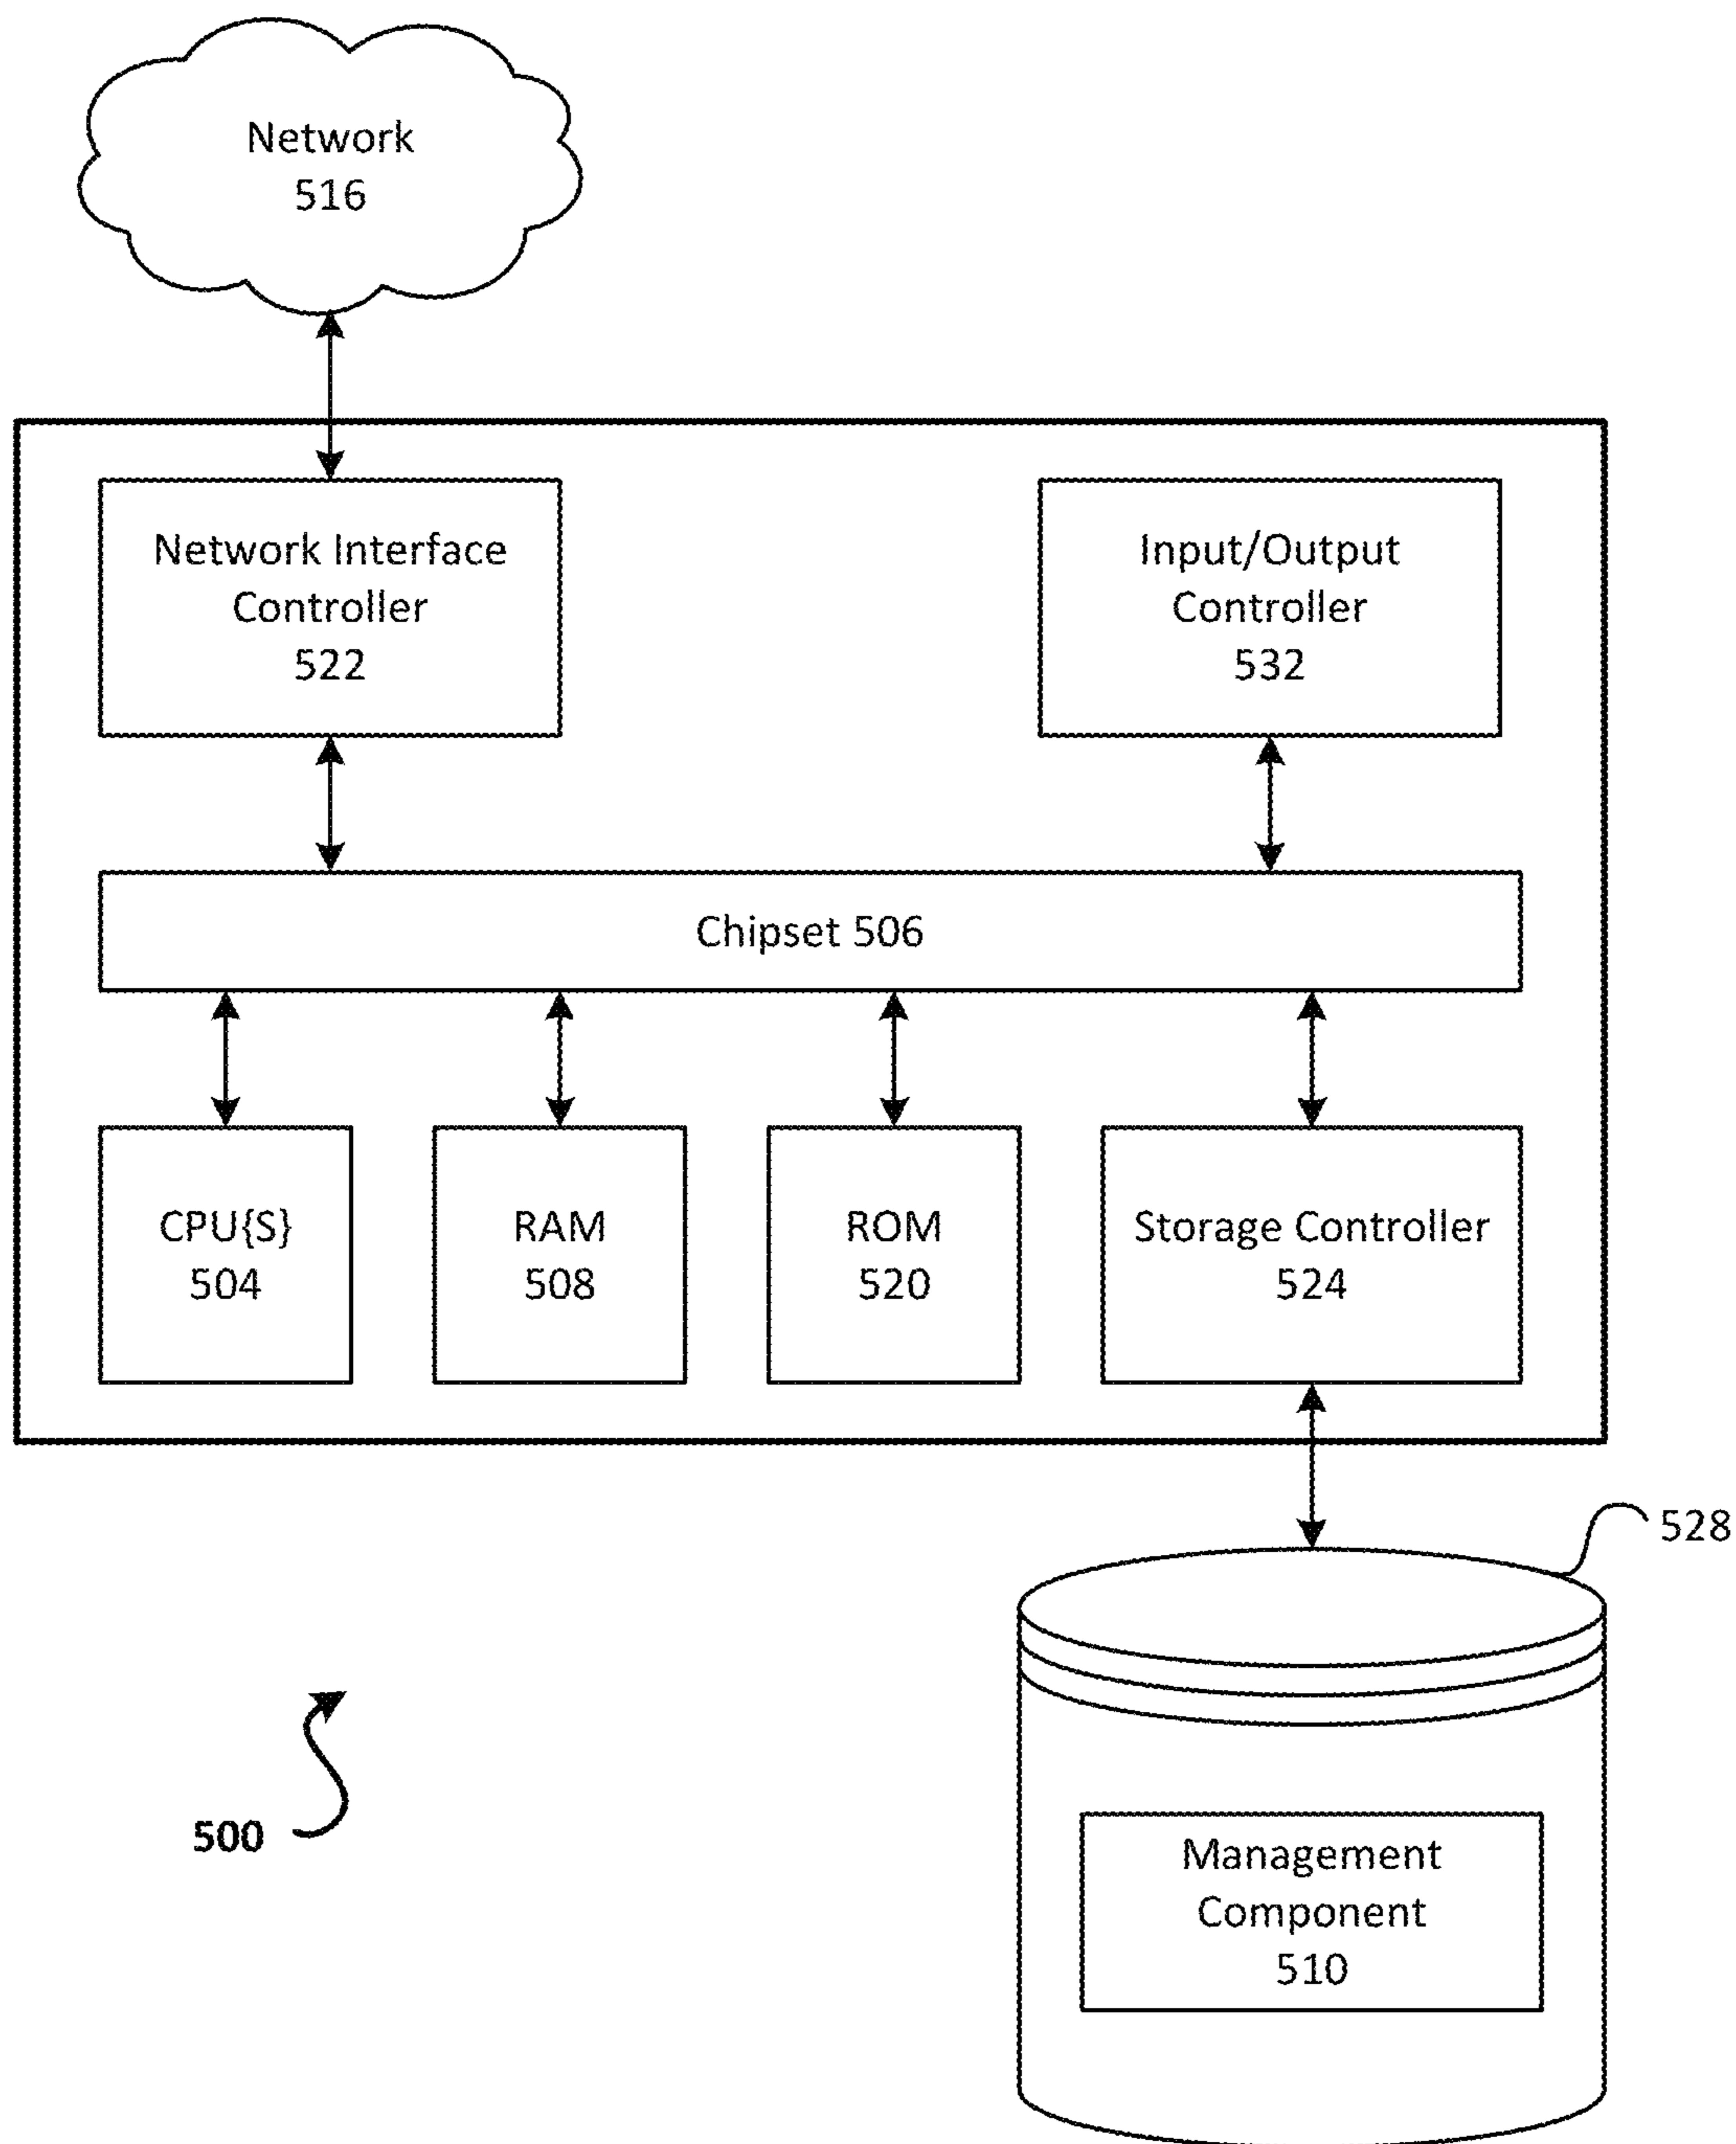 Network
516
Network Interface
Controller
522
Input/Output
Controller
532
Chipset 506
CPU{S}
504
RAM
508
ROM
520
Storage Controller
524
528
500
Management
Component
510